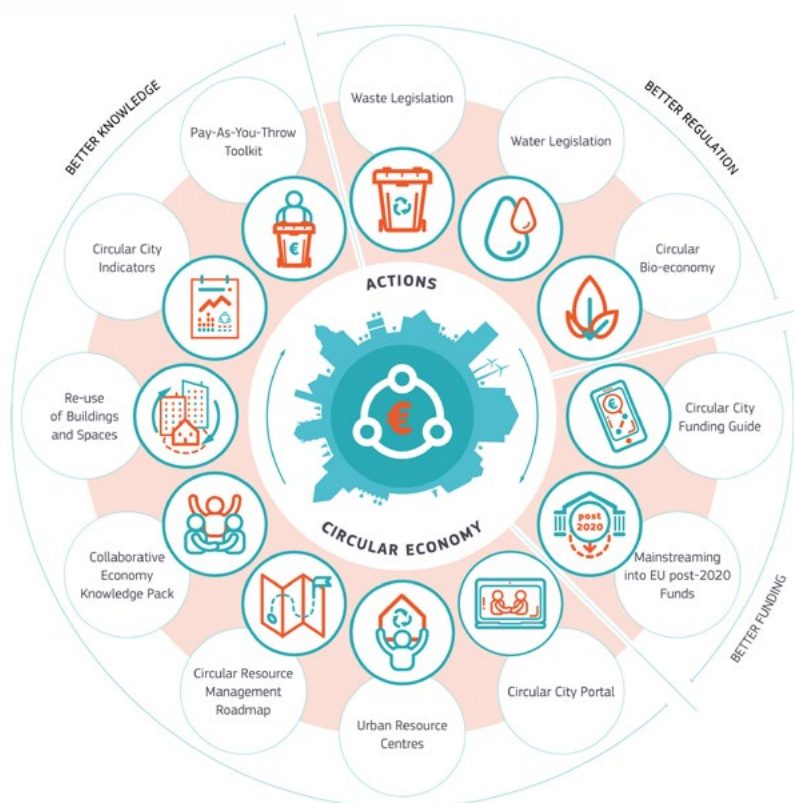 BETTER KNOWLEDGE
BETTER REGULATION
BETTER FUNDING
Waste Legislation
Water Legislation
Circular
Bio-economy
Circular City
Funding Guide
Mainstreaming
into EU post-2020
Funds
Circular City Portal
Urban Resource
Centres
Circular Resource
Management
Roadmap
Collaborative
Economy
Knowledge Pack
Re-use
of Buildings
and Spaces
Circular City
Indicators
Pay-As-You-Throw
Toolkit
ACTIONS
€
CIRCULAR ECONOMY
€
€
post
2020